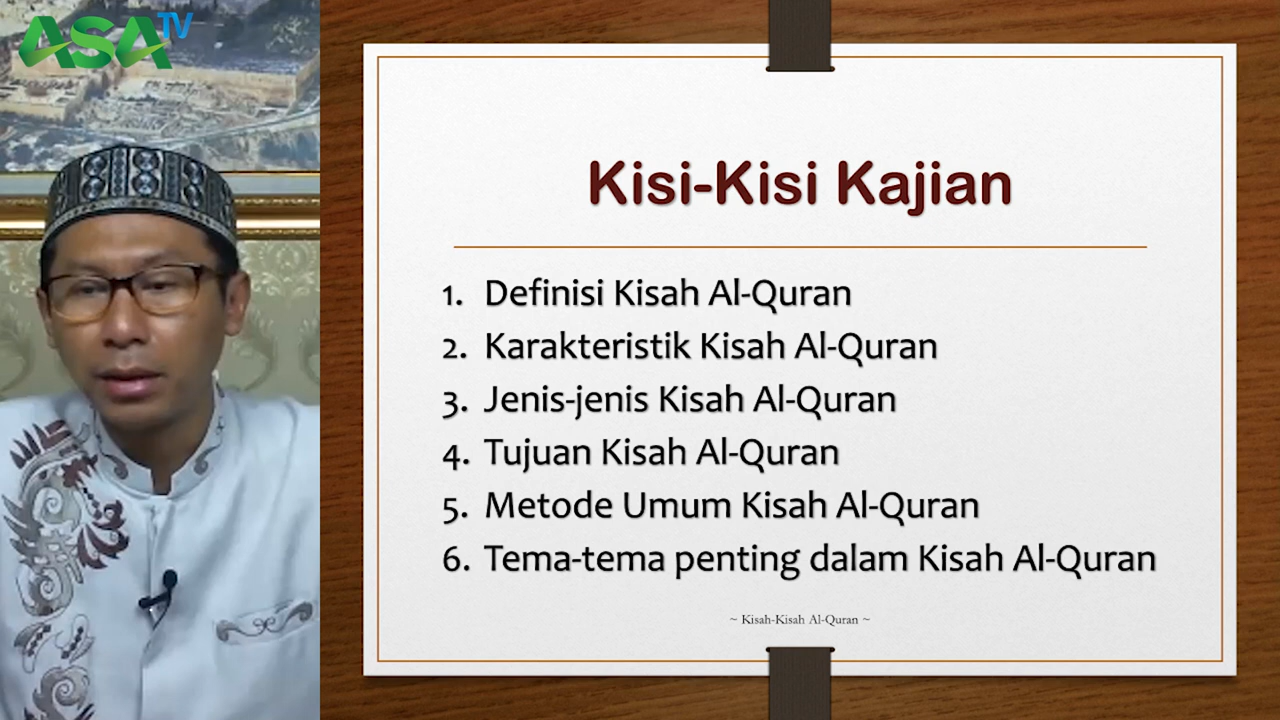 ASA TV
Kisi-Kisi Kajian
1. Definisi Kisah Al-Quran
2. Karakteristik Kisah Al-Quran
3. Jenis-jenis Kisah Al-Quran
4. Tujuan Kisah Al-Quran
5. Metode Umum Kisah Al-Quran
6. Tema-tema penting dalam Kisah Al-Quran
~ Kisah-Kisah Al-Quran ~